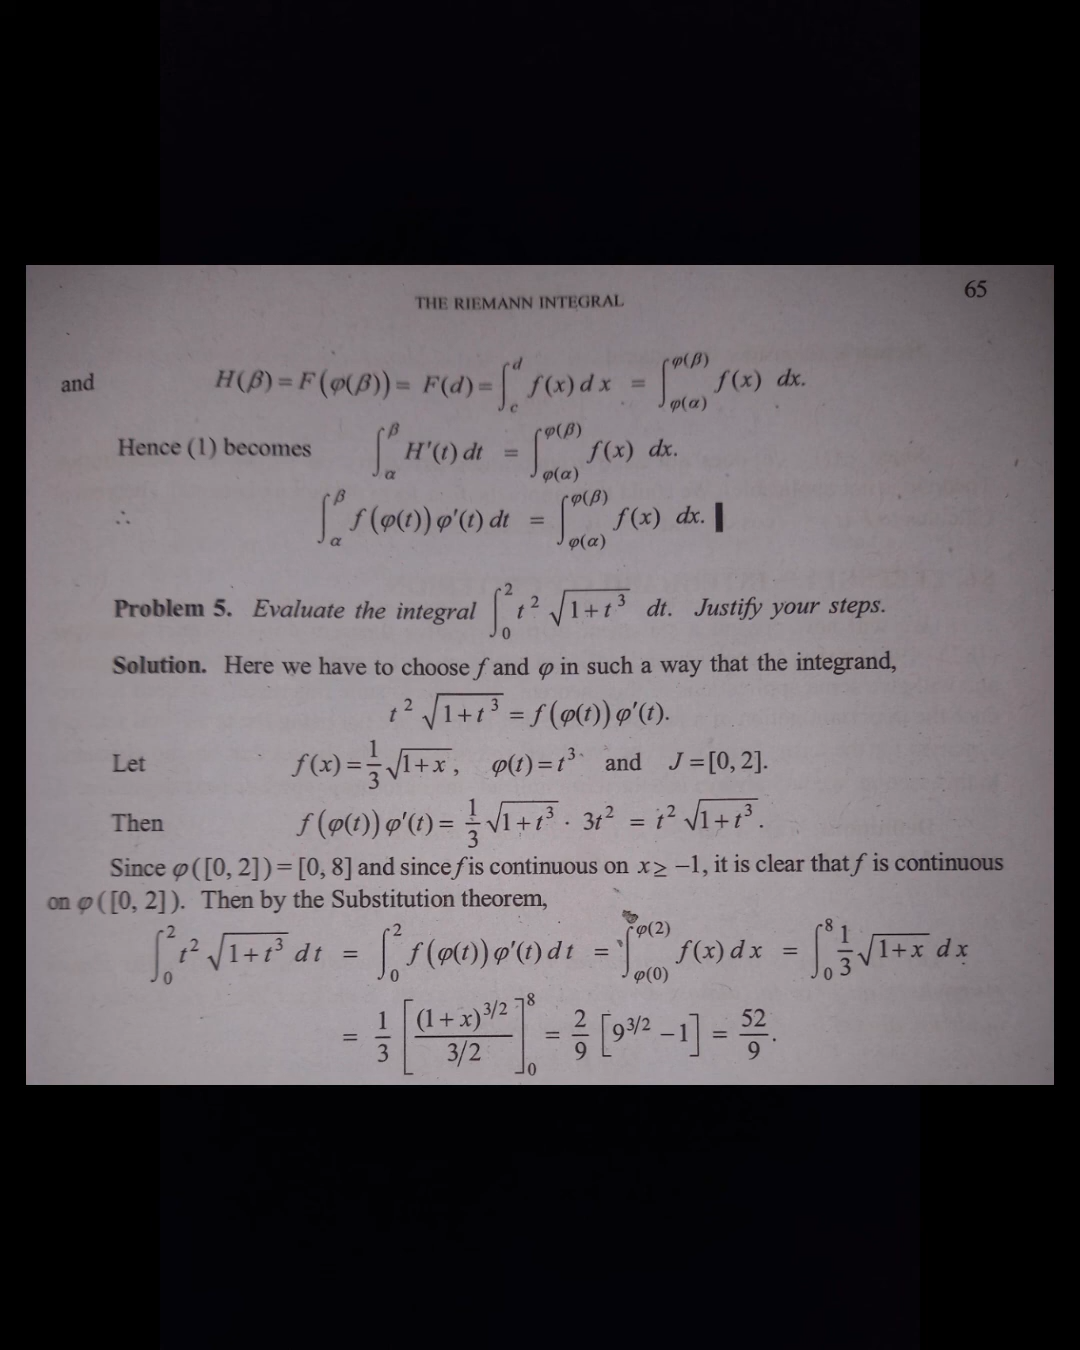 THE RIEMANN INTEGRAL 65
and H(β) = F(φ(β)) = F(d) = ∫_c^d f(x) dx = ∫_{φ(α)}^{φ(β)} f(x) dx.
Hence (1) becomes ∫_α^β H'(t) dt = ∫_{φ(α)}^{φ(β)} f(x) dx.
∴ ∫_α^β f(φ(t)) φ'(t) dt = ∫_{φ(α)}^{φ(β)} f(x) dx. ▌
Problem 5. Evaluate the integral ∫_0^2 t² √(1+t³) dt. Justify your steps.
Solution. Here we have to choose f and φ in such a way that the integrand,
t² √(1+t³) = f(φ(t)) φ'(t).
Let f(x) = 1/3 √(1+x), φ(t) = t³ and J = [0, 2].
Then f(φ(t)) φ'(t) = 1/3 √(1+t³) · 3t² = t² √(1+t³).
Since φ([0, 2]) = [0, 8] and since f is continuous on x ≥ −1, it is clear that f is continuous
on φ([0, 2]). Then by the Substitution theorem,
∫_0^2 t² √(1+t³) dt = ∫_0^2 f(φ(t)) φ'(t) dt = ∫_{φ(0)}^{φ(2)} f(x) dx = ∫_0^8 1/3 √(1+x) dx
= 1/3 [(1+x)^{3/2} / 3/2]_0^8 = 2/9 [9^{3/2} − 1] = 52/9.